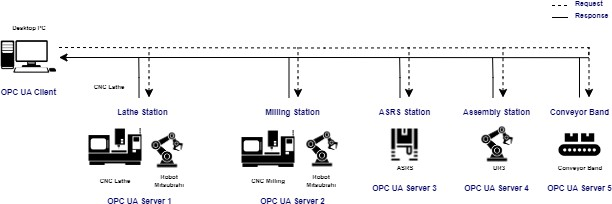 Request
Response
Desktop PC
OPC UA Client
CNC Lathe
Lathe Station
Milling Station
ASRS Station
Assembly Station
Conveyor Band
CNC Lathe
Robot
Mitsubishi
CNC Milling
Robot
Mitsubishi
ASRS
UR3
Conveyor Band
OPC UA Server 1
OPC UA Server 2
OPC UA Server 3
OPC UA Server 4
OPC UA Server 5